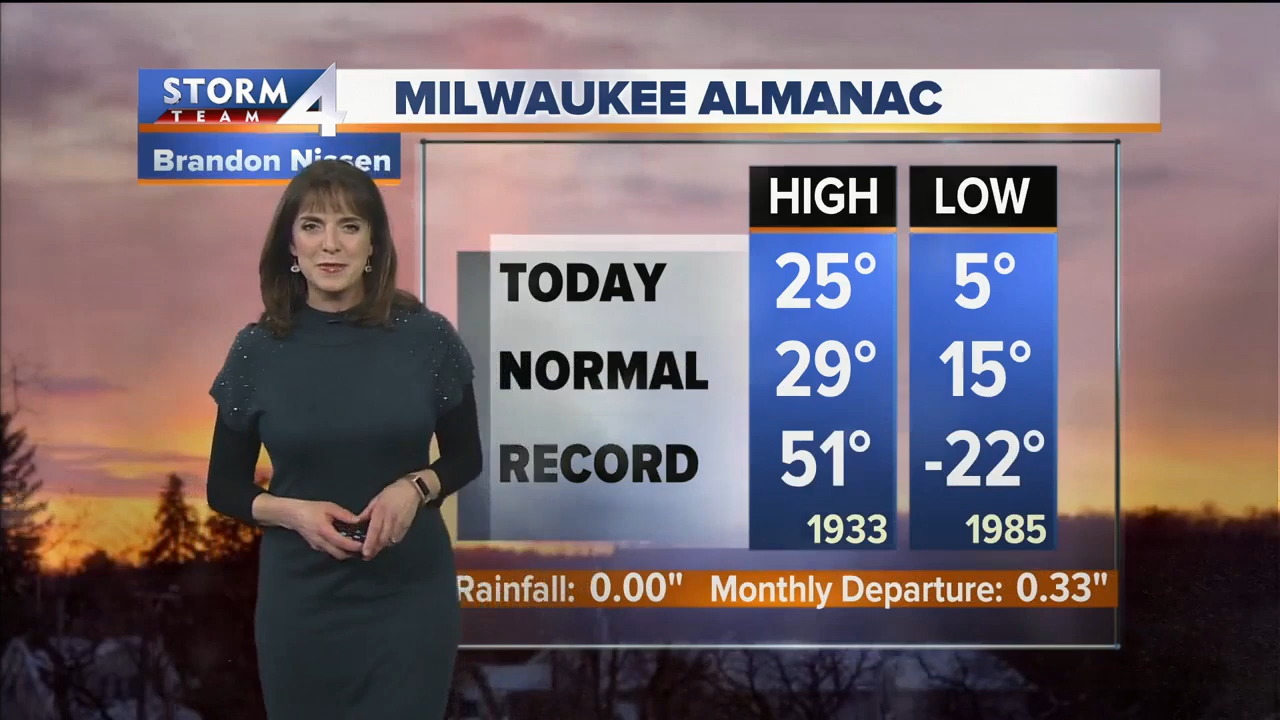 STORM 4
TEAM
MILWAUKEE ALMANAC
Brandon Nissen
HIGH LOW
TODAY 25° 5°
NORMAL 29° 15°
RECORD 51° -22°
1933 1985
Rainfall: 0.00" Monthly Departure: 0.33"